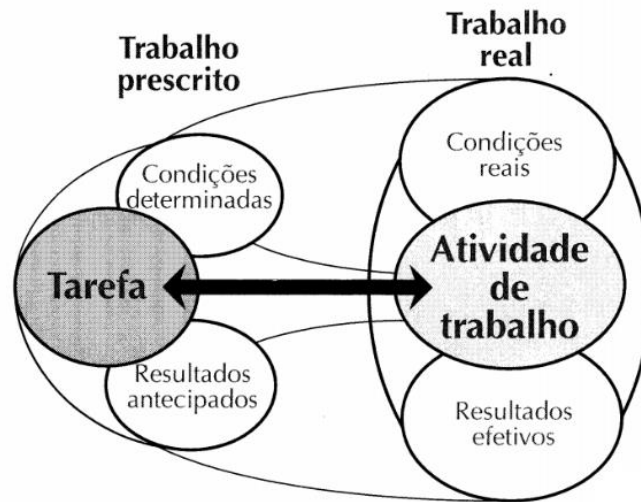 Trabalho
prescrito
Trabalho
real
Condições
determinadas
Condições
reais
Tarefa
Atividade
de
trabalho
Resultados
antecipados
Resultados
efetivos